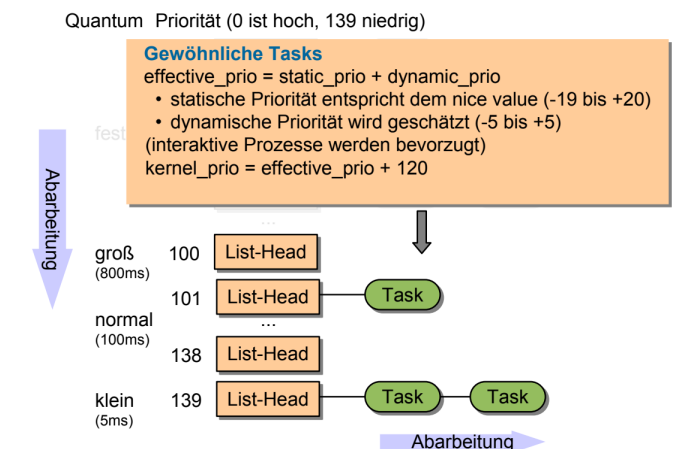 Quantum Priorität (0 ist hoch, 139 niedrig)
Gewöhnliche Tasks
effective_prio = static_prio + dynamic_prio
• statische Priorität entspricht dem nice value (-19 bis +20)
• dynamische Priorität wird geschätzt (-5 bis +5)
(interaktive Prozesse werden bevorzugt)
kernel_prio = effective_prio + 120
fest
Abarbeitung
...
groß
(800ms)
100 List-Head
101 List-Head Task
normal
(100ms)
...
138 List-Head
klein
(5ms)
139 List-Head Task Task
Abarbeitung